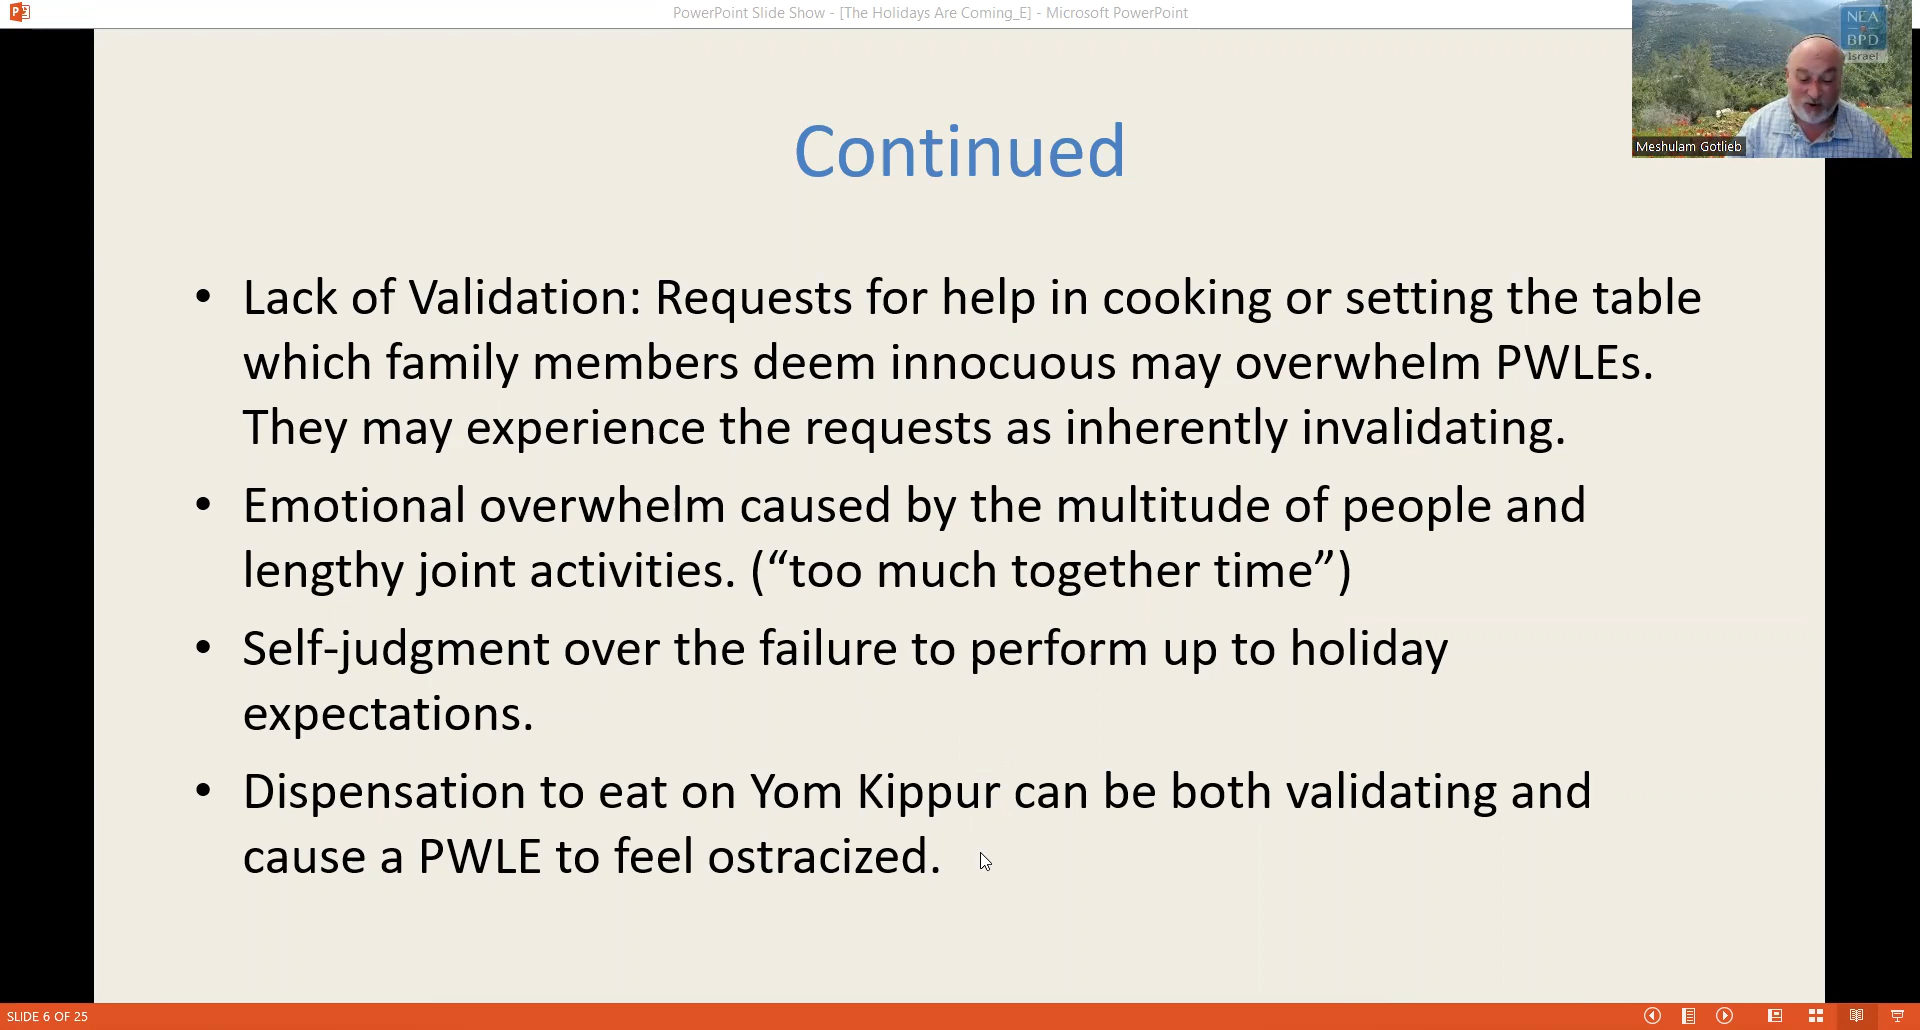 PowerPoint Slide Show - [The Holidays Are Coming_E] - Microsoft PowerPoint
NEA
BPD
Israel
Meshulam Gotlieb
Continued
• Lack of Validation: Requests for help in cooking or setting the table
which family members deem innocuous may overwhelm PWLEs.
They may experience the requests as inherently invalidating.
• Emotional overwhelm caused by the multitude of people and
lengthy joint activities. (“too much together time”)
• Self-judgment over the failure to perform up to holiday
expectations.
• Dispensation to eat on Yom Kippur can be both validating and
cause a PWLE to feel ostracized.
SLIDE 6 OF 25